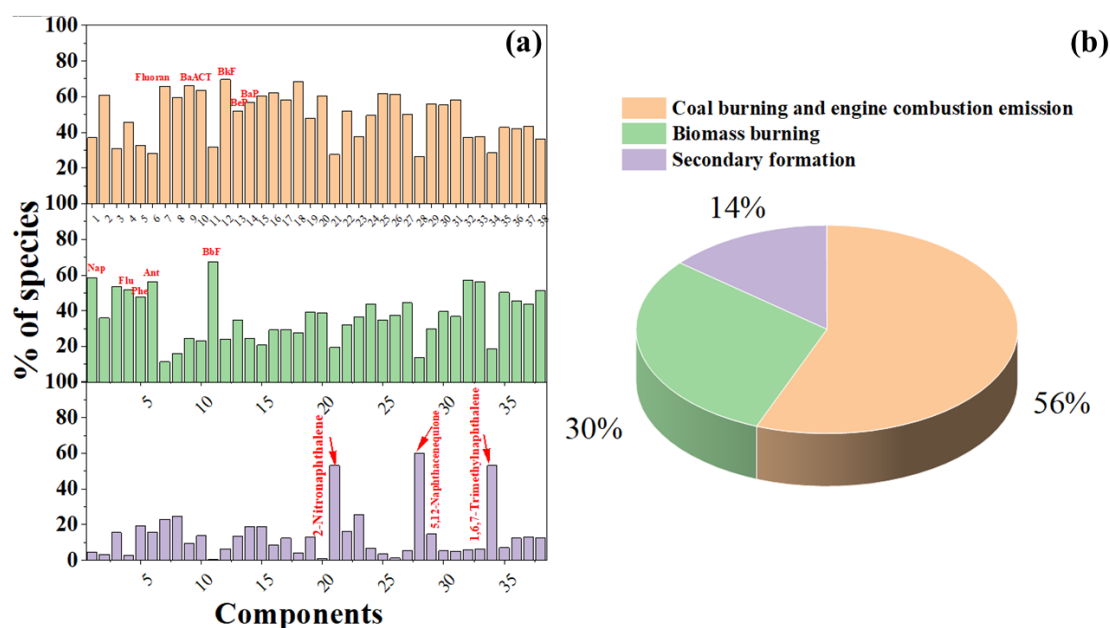 (a)
% of species
100
80
60
40
20
Fluoran
BaACT
BkF
BeP
BaP
1 2 3 4 5 6 7 8 9 10 11 12 13 14 15 16 17 18 19 20 21 22 23 24 25 26 27 28 29 30 31 32 33 34 35 36 37 38
100
80
60
40
20
Nap
Flu
Phe
Ant
BbF
5 10 15 20 25 30 35
100
80
60
40
20
0
2-Nitronaphthalene
5,12-Naphthacenequione
1,6,7-Trimethylnaphthalene
5 10 15 20 25 30 35
Components
(b)
Coal burning and engine combustion emission
Biomass burning
Secondary formation
14%
30%
56%